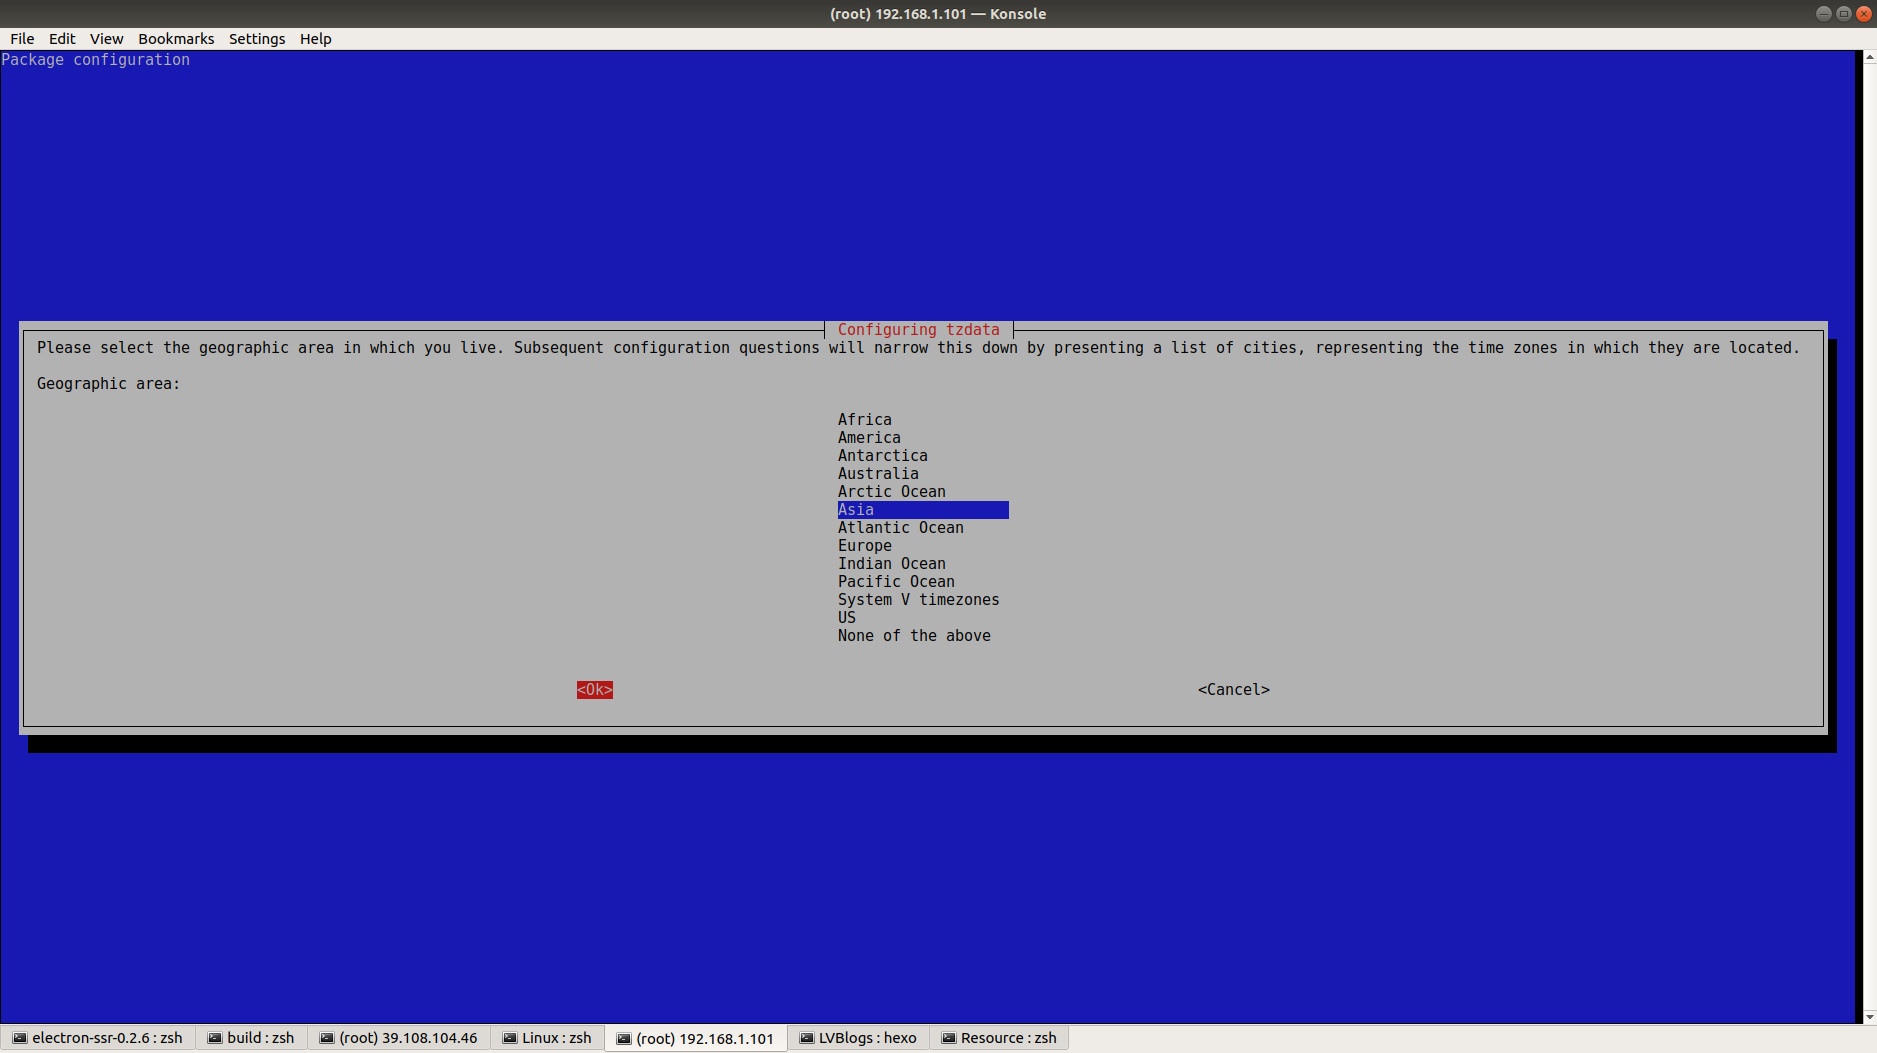 (root) 192.168.1.101 — Konsole
File Edit View Bookmarks Settings Help
Package configuration
Configuring tzdata
Please select the geographic area in which you live. Subsequent configuration questions will narrow this down by presenting a list of cities, representing the time zones in which they are located.
Geographic area:
Africa
America
Antarctica
Australia
Arctic Ocean
Asia
Atlantic Ocean
Europe
Indian Ocean
Pacific Ocean
System V timezones
US
None of the above
<Ok> <Cancel>
electron-ssr-0.2.6 : zsh build : zsh (root) 39.108.104.46 Linux : zsh (root) 192.168.1.101 LVBlogs : hexo Resource : zsh